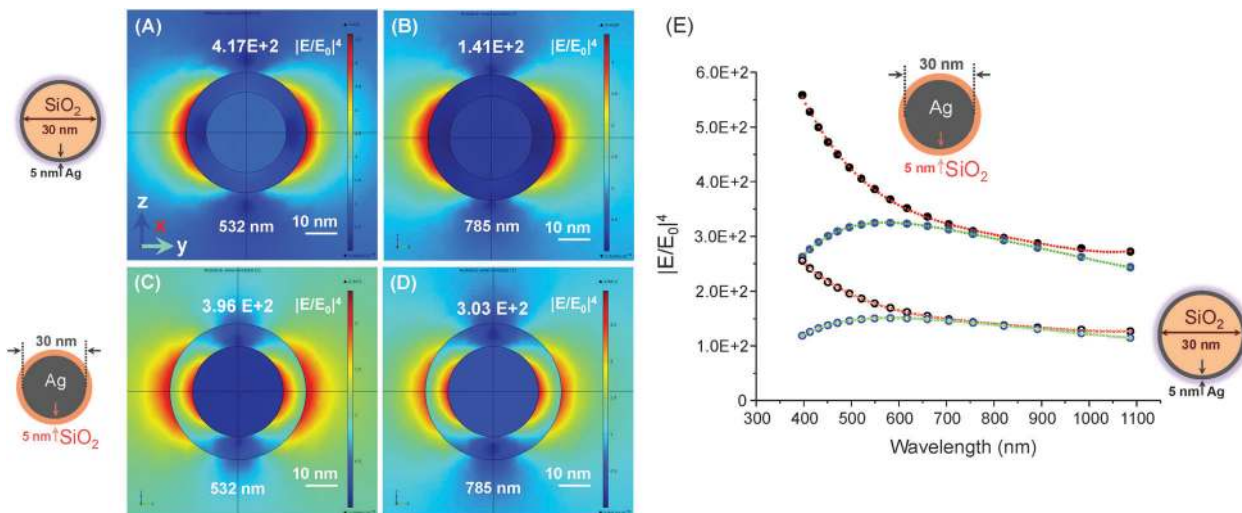 (A)
4.17E+2
|E/E₀|⁴
532 nm
10 nm
z
x
y
(B)
1.41E+2
|E/E₀|⁴
785 nm
10 nm
SiO₂
30 nm
5 nm Ag
(C)
3.96 E+2
|E/E₀|⁴
532 nm
10 nm
(D)
3.03 E+2
|E/E₀|⁴
785 nm
10 nm
30 nm
Ag
5 nm SiO₂
(E)
|E/E₀|⁴
6.0E+2
5.0E+2
4.0E+2
3.0E+2
2.0E+2
1.0E+2
0
300 400 500 600 700 800 900 1000 1100 1200
Wavelength (nm)
30 nm
Ag
5 nm SiO₂
SiO₂
30 nm
5 nm Ag